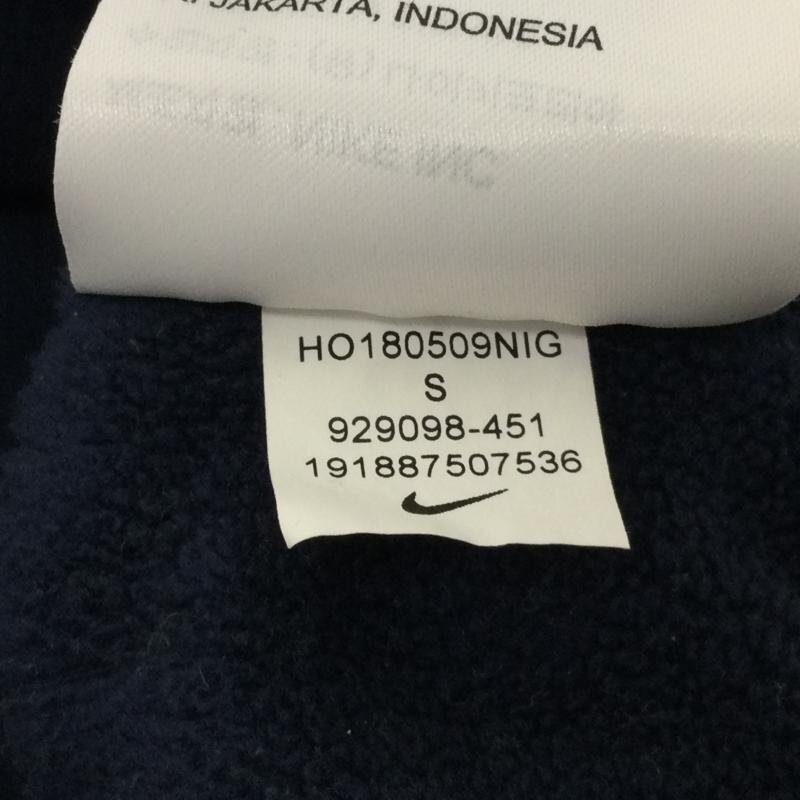 JAKARTA, INDONESIA
HO180509NIG
S
929098-451
191887507536